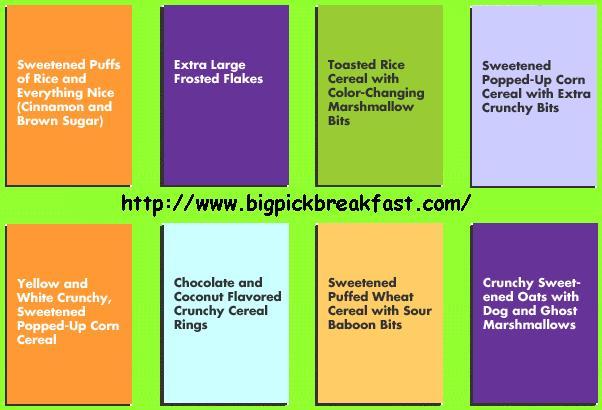 Sweetened Puffs
of Rice and
Everything Nice
(Cinnamon and
Brown Sugar)
Extra Large
Frosted Flakes
Toasted Rice
Cereal with
Color-Changing
Marshmallow
Bits
Sweetened
Popped-Up Corn
Cereal with Extra
Crunchy Bits
http://www.bigpickbreakfast.com/
Yellow and
White Crunchy,
Sweetened
Popped-Up Corn
Cereal
Chocolate and
Coconut Flavored
Crunchy Cereal
Rings
Sweetened
Puffed Wheat
Cereal with Sour
Baboon Bits
Crunchy Sweet-
ened Oats with
Dog and Ghost
Marshmallows